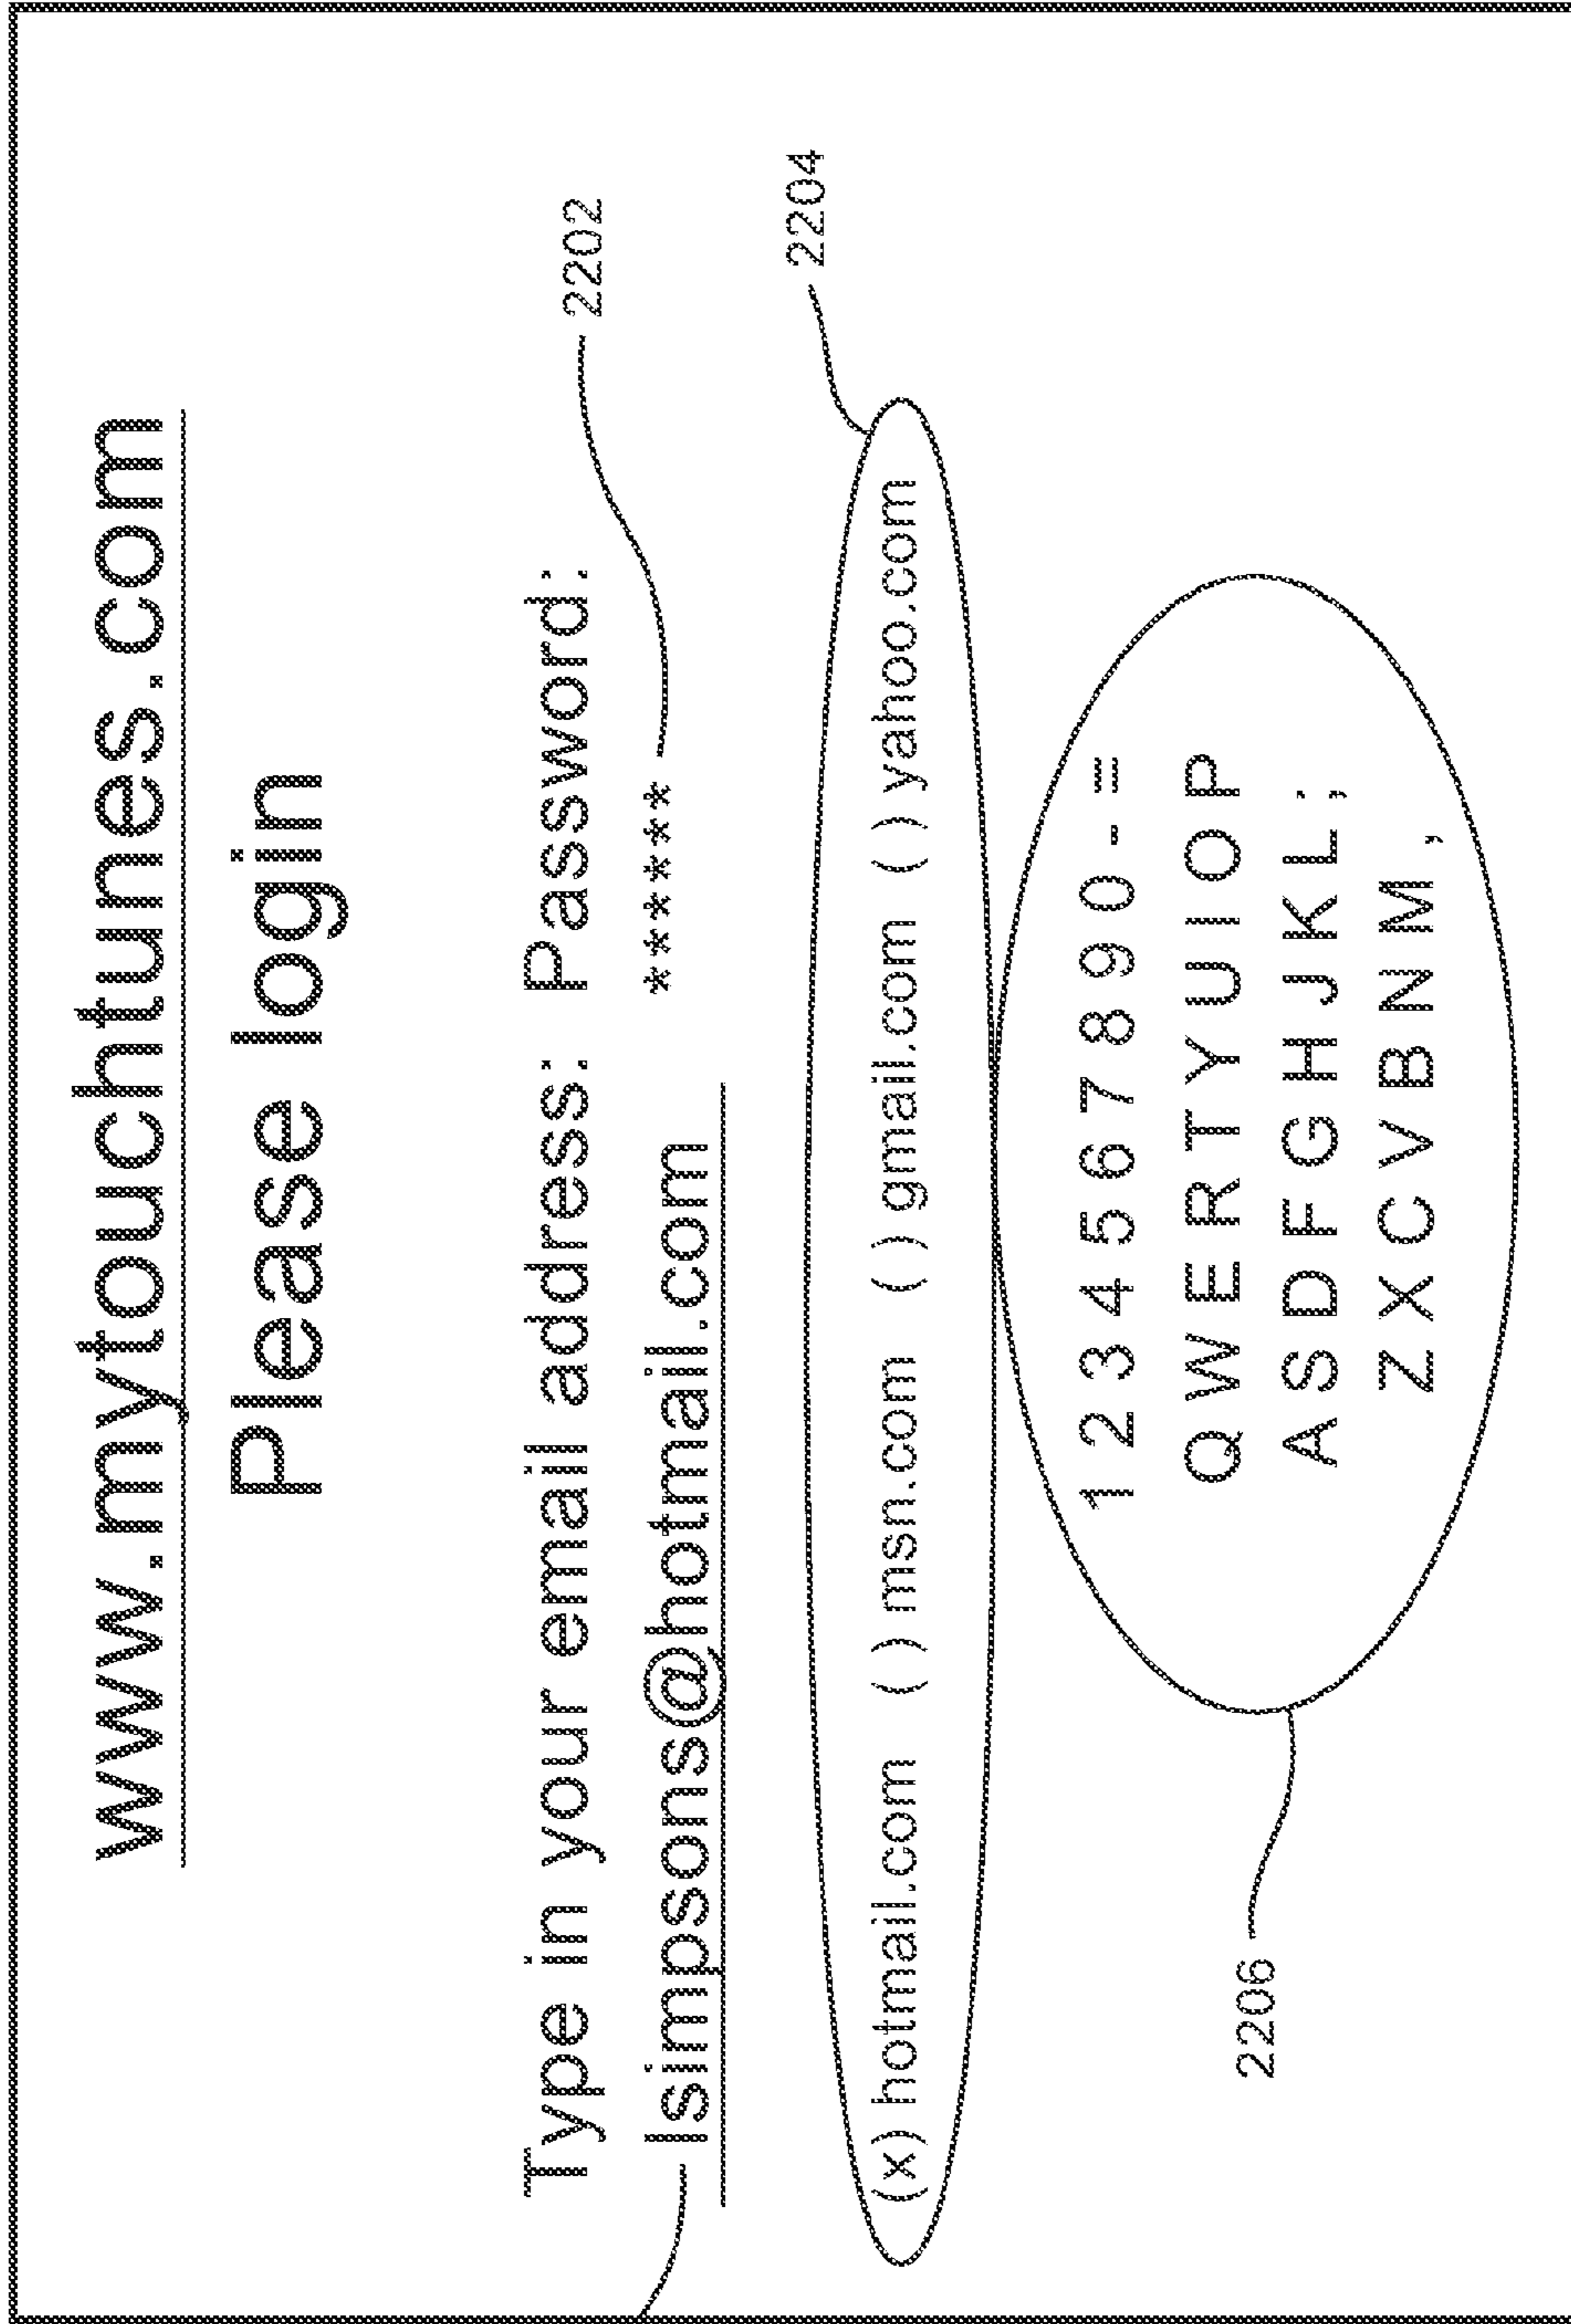 www.mytouchtunes.com
Please login
Type in your email address: Password:
lsimpsons@hotmail.com ******
2202
(x) hotmail.com () msn.com () gmail.com () yahoo.com
2204
1 2 3 4 5 6 7 8 9 0 - =
Q W E R T Y U I O P
A S D F G H J K L ;
Z X C V B N M ,
2206